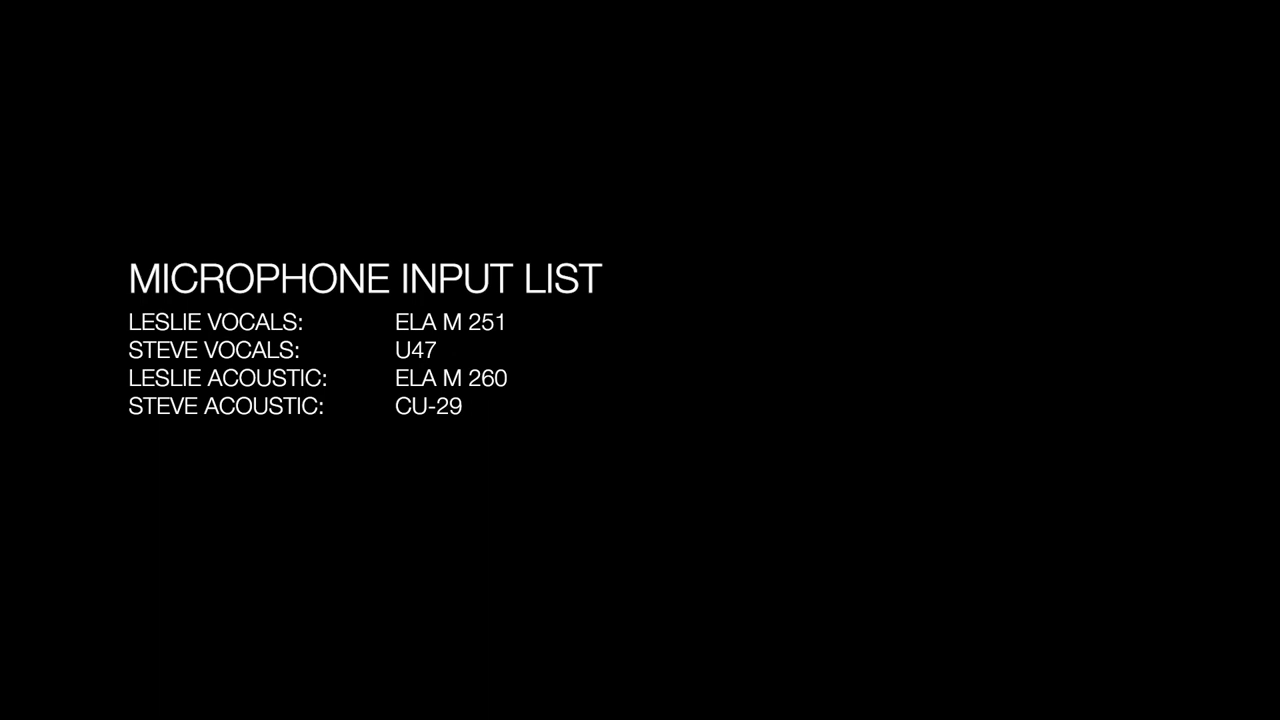 MICROPHONE INPUT LIST
LESLIE VOCALS: ELA M 251
STEVE VOCALS: U47
LESLIE ACOUSTIC: ELA M 260
STEVE ACOUSTIC: CU-29